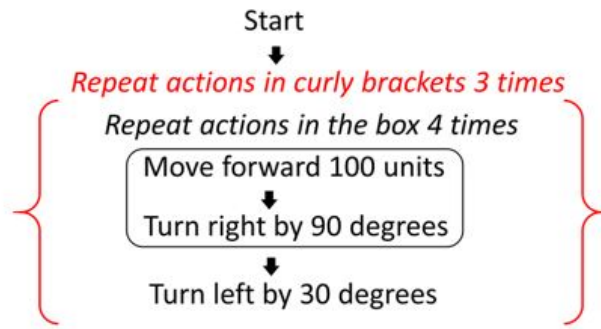 Start
Repeat actions in curly brackets 3 times
Repeat actions in the box 4 times
Move forward 100 units
Turn right by 90 degrees
Turn left by 30 degrees